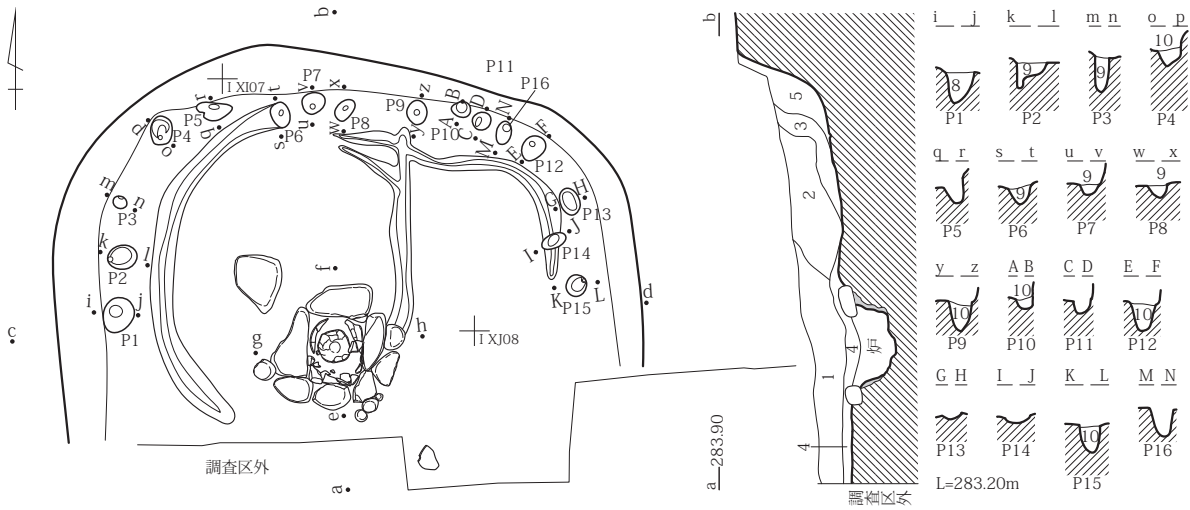 b
I XI07
r
t
v
P7
x
z
P11
P16
P5
q
P4
o
p
P6
s
u
P8
w
P9
y
B
A
P10
D
C
N
M
F
E
P12
m
n
P3
H
G
P13
J
P14
I
k
l
P2
K
L
P15
i
j
P1
f
d
c
g
h
I XJ08
e
調査区外
a
b
5
3
2
1
4
炉
4
a
283.90
調査区外
i j
8
P1
k l
9
P2
m n
9
P3
o p
10
P4
q r
P5
s t
9
P6
u v
9
P7
w x
9
P8
y z
10
P9
A B
10
P10
C D
P11
E F
10
P12
G H
P13
I J
P14
K L
10
P15
M N
P16
L=283.20m